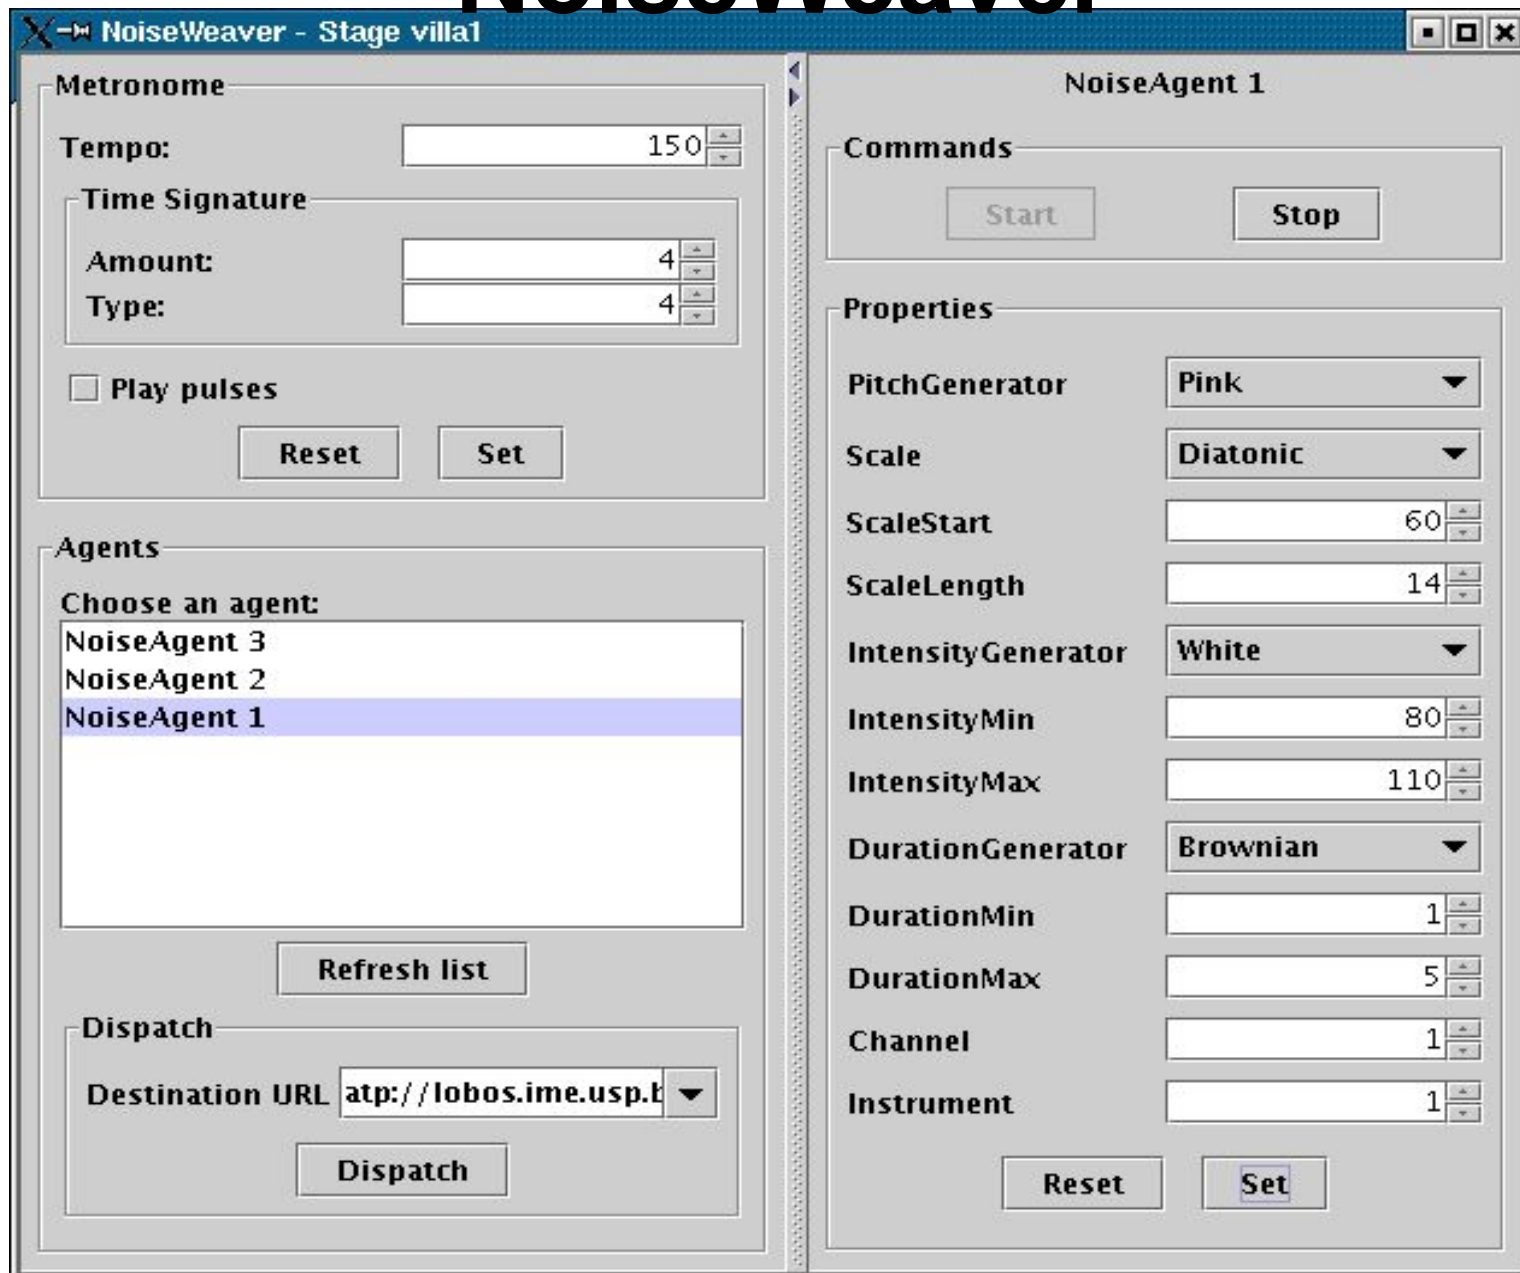 NoiseWeaver
NoiseWeaver - Stage villa1
Metronome
Tempo: 150
Time Signature
Amount: 4
Type: 4
Play pulses
Reset Set
Agents
Choose an agent:
NoiseAgent 3
NoiseAgent 2
NoiseAgent 1
Refresh list
Dispatch
Destination URL atp://lobos.ime.usp.b
Dispatch
NoiseAgent 1
Commands
Start Stop
Properties
PitchGenerator Pink
Scale Diatonic
ScaleStart 60
ScaleLength 14
IntensityGenerator White
IntensityMin 80
IntensityMax 110
DurationGenerator Brownian
DurationMin 1
DurationMax 5
Channel 1
Instrument 1
Reset Set